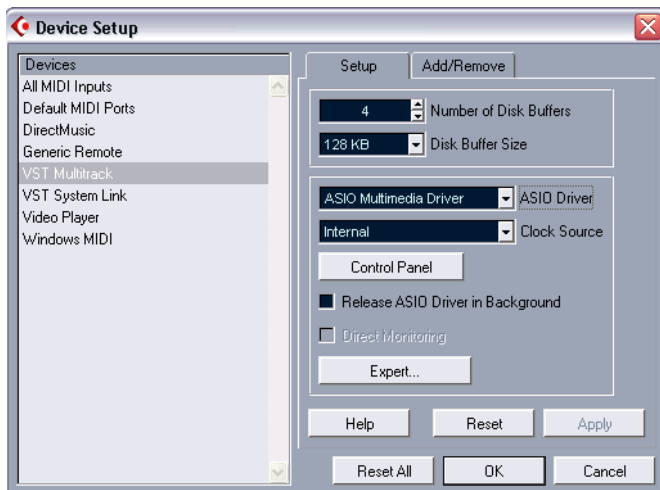 Device Setup
Devices
All MIDI Inputs
Default MIDI Ports
DirectMusic
Generic Remote
VST Multitrack
VST System Link
Video Player
Windows MIDI
Setup
Add/Remove
4 Number of Disk Buffers
128 KB Disk Buffer Size
ASIO Multimedia Driver ASIO Driver
Internal Clock Source
Control Panel
Release ASIO Driver in Background
Direct Monitoring
Expert...
Help Reset Apply
Reset All OK Cancel